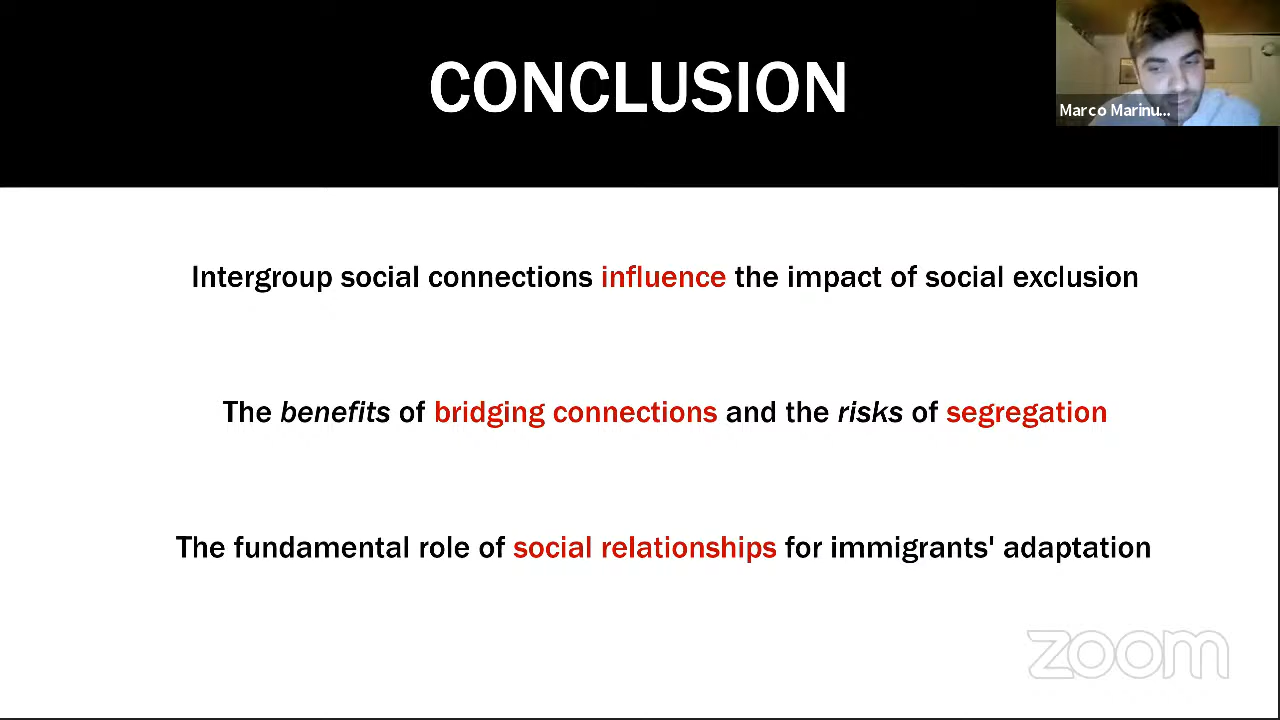 CONCLUSION
Marco Marinu...
Intergroup social connections influence the impact of social exclusion
The benefits of bridging connections and the risks of segregation
The fundamental role of social relationships for immigrants' adaptation
zoom